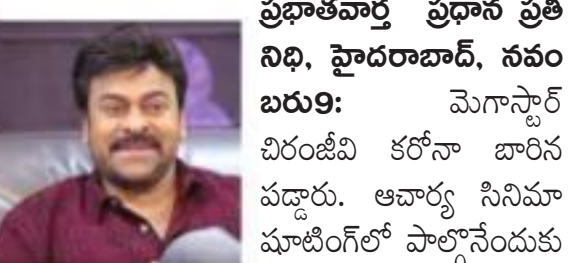 ప్రభాతవార్త ప్రధాన ప్రతి
నిధి, హైదరాబాద్, నవం
బరు9: మెగాస్టార్
చిరంజీవి కరోనా బారిన
పడ్డారు. ఆచార్య సినిమా
షూటింగ్‌లో పాల్గొనేందుకు